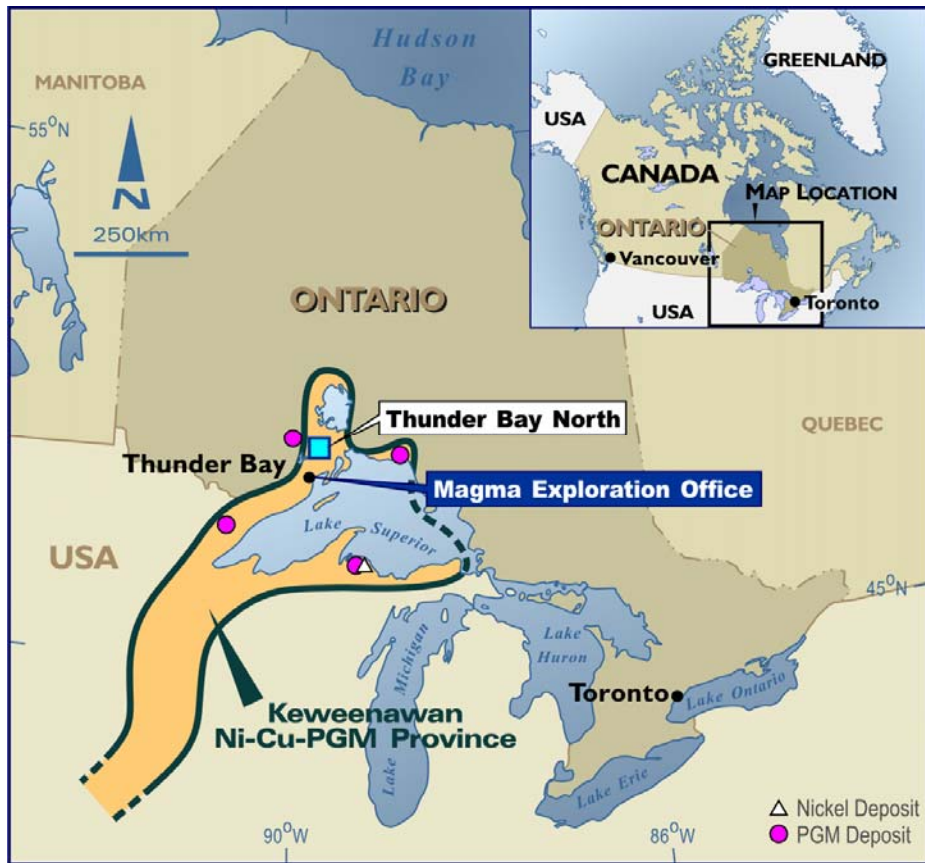 Hudson
Bay
MANITOBA
55°N
N
250km
ONTARIO
GREENLAND
USA
CANADA
MAP LOCATION
ONTARIO
Vancouver
Toronto
USA
Thunder Bay North
Thunder Bay
Magma Exploration Office
QUEBEC
Lake Superior
USA
45°N
Lake Michigan
Lake
Huron
Toronto
Lake Ontario
Keweenawan
Ni-Cu-PGM Province
Lake Erie
Nickel Deposit
PGM Deposit
90°W
86°W